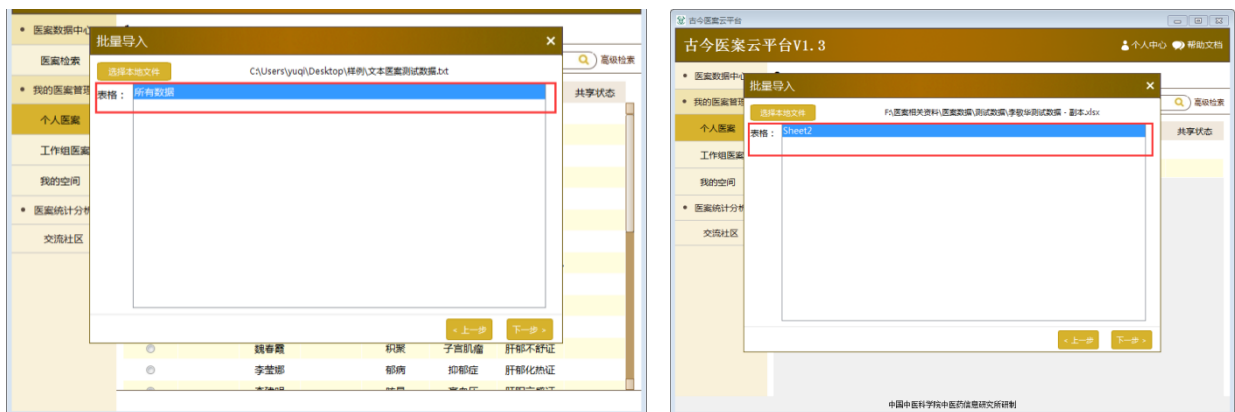 医案数据中心
医案检索
我的医案管理
个人医案
工作组医案
我的空间
医案统计分析
交流社区
批量导入
×
选择本地文件
C:\Users\yuqi\Desktop\样例\文本医案测试数据.txt
表格：
所有数据
<上一步
下一步>
高级检索
共享状态
魏春霞 积聚 子宫肌瘤 肝郁不舒证
李莹娜 郁病 抑郁症 肝郁化热证
古今医案云平台
古今医案云平台V1.3
个人中心 帮助文档
医案数据中心
我的医案管理
个人医案
工作组医案
我的空间
医案统计分析
交流社区
批量导入
×
选择本地文件
F:\医案相关资料\医案数据\测试数据\李敬华测试数据 - 副本.xlsx
表格：
Sheet2
<上一步
下一步>
高级检索
共享状态
中国中医科学院中医药信息研究所研制